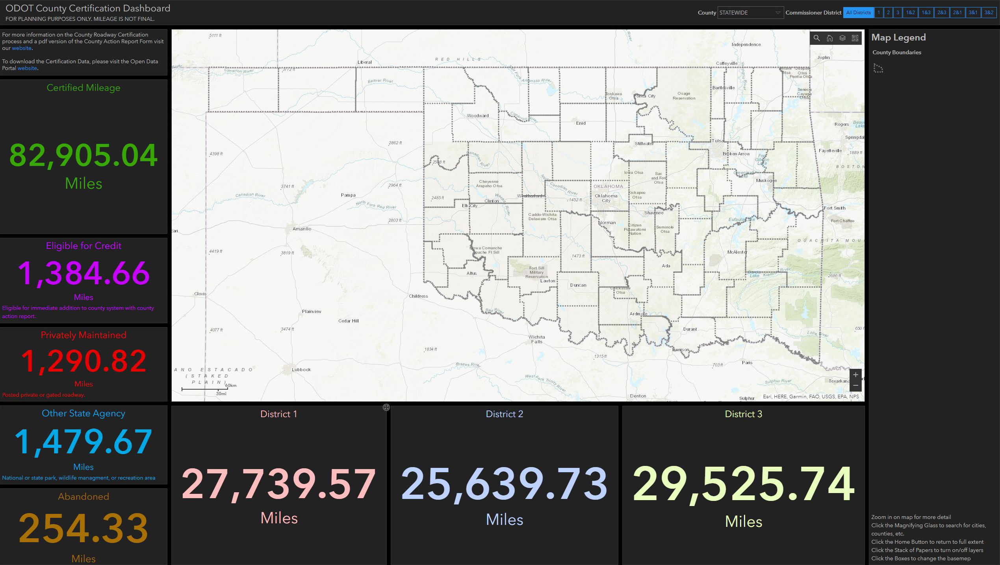 ODOT County Certification Dashboard
FOR PLANNING PURPOSES ONLY. MILEAGE IS NOT FINAL.
County STATEWIDE Commissioner District All Districts 1 2 3 1&2 1&3 2&3 2&1 3&1 3&2
For more information on the County Roadway Certification
process and a pdf version of the County Action Report Form visit
our website.
To download the Certification Data, please visit the Open Data
Portal website.
Certified Mileage
82,905.04
Miles
Eligible for Credit
1,384.66
Miles
Eligible for immediate addition to county system with county
action report.
Privately Maintained
1,290.82
Miles
Posted private or gated roadway.
Other State Agency
1,479.67
Miles
National or state park, wildlife managment, or recreation area
Abandoned
254.33
Miles
5111 ft
Independence
RED HILLS
Liberal
Coffeyville
Joplin
Cimarron River
3772 ft
Salt Fork Arkansas River
Verdigris River
Miami Otsa
Quapaw Otsa
Peoria Otsa
Beaver River
Bartlesville
Seneca
Cayuga
Otsa
Tonkawa
Otsa
Ponca City
Osage
Reservation
Woodward
Cimarron River
Enid
Rogers
Beave
Lake
Springdal
2862 ft
Stillwater
Tulsa
4398 ft
Broken Arrow
Fayetteville
1889 ft
Canadian River
Fort
Gibson
Lake
2598 ft
BOSTON
Iowa Otsa
Sac
and Fox
Otsa
Greenleaf
Lake
Muskogee
Cheyenne
Arapaho Otsa
North Canadian River
OKLAHOMA
3741 ft
2964 ft
Canadian River
Pampa
Weatherford
Oklahoma
City
Kickapoo
Otsa
2485 ft
Clinton
Washita River
1452 ft
North Fork Red River
Elk City
Fort Smith
Caddo-Wichita
Delaware Otsa
Shawnee
Eufaula Lake
Fort Chaffee
2803 ft
Norman
Citizen
Potawatomi
Nation
Seminole
Otsa
cari
Amarillo
OUACHITA MOU
4419 ft
3819 ft
Kiowa Comanche
Apache Ft Sill
McAlester
1473 ft
Ada
Altus
Fort Sill
Military
Reservation
Sardis
Lake
Kiamichi River
2686 ft
Lawton
Duncan
Chickasaw
Otsa
Clovis
Childress
Plainview
Red River
Ardmore
Cedar Hill
4077 ft
3474 ft
Durant
650 f
Little River
Wichita
Falls
1834 ft
Denison
1315 ft
Brazos River
Paris
703 ft
ANO ESTACADO
(STAKED
PLAIN)
Lubbock
West Fork Trinity River
Sulphur River
Texarkana
60km
30mi
Denton
Sulphur
Esri, HERE, Garmin, FAO, USGS, EPA, NPS
District 1
27,739.57
Miles
District 2
25,639.73
Miles
District 3
29,525.74
Miles
Map Legend
County Boundaries
Zoom in on map for more detail
Click the Magnifying Glass to search for cities,
counties, etc.
Click the Home Button to return to full extent
Click the Stack of Papers to turn on/off layers
Click the Boxes to change the basemep